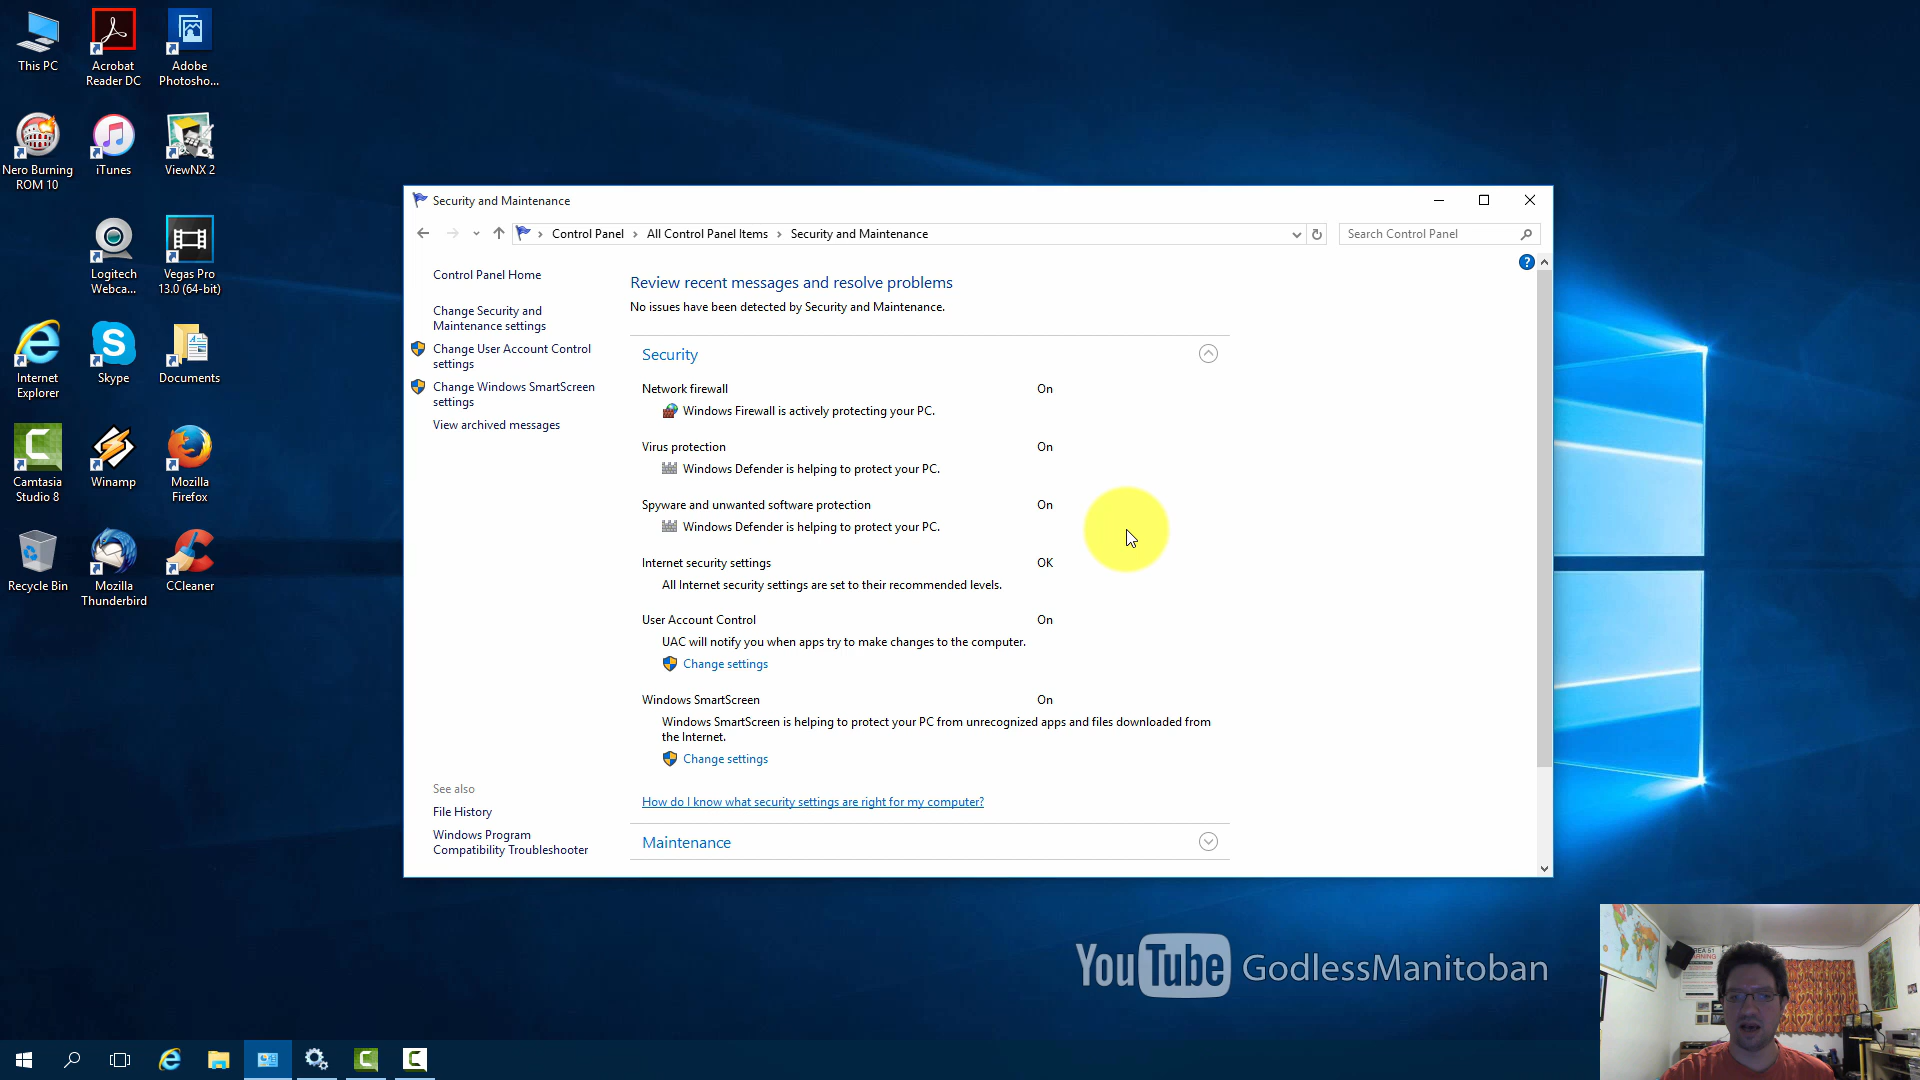 This PC
Acrobat
Reader DC
Adobe
Photosho...
Nero Burning
ROM 10
iTunes
ViewNX 2
Logitech
Webca...
Vegas Pro
13.0 (64-bit)
Internet
Explorer
Skype
Documents
Camtasia
Studio 8
Winamp
Mozilla
Firefox
Recycle Bin
Mozilla
Thunderbird
CCleaner
Security and Maintenance
Control Panel
All Control Panel Items
Security and Maintenance
Search Control Panel
Control Panel Home
Change Security and
Maintenance settings
Change User Account Control
settings
Change Windows SmartScreen
settings
View archived messages
See also
File History
Windows Program
Compatibility Troubleshooter
Review recent messages and resolve problems
No issues have been detected by Security and Maintenance.
Security
Network firewall On
Windows Firewall is actively protecting your PC.
Virus protection On
Windows Defender is helping to protect your PC.
Spyware and unwanted software protection On
Windows Defender is helping to protect your PC.
Internet security settings OK
All Internet security settings are set to their recommended levels.
User Account Control On
UAC will notify you when apps try to make changes to the computer.
Change settings
Windows SmartScreen On
Windows SmartScreen is helping to protect your PC from unrecognized apps and files downloaded from
the Internet.
Change settings
How do I know what security settings are right for my computer?
Maintenance
YouTube GodlessManitoban